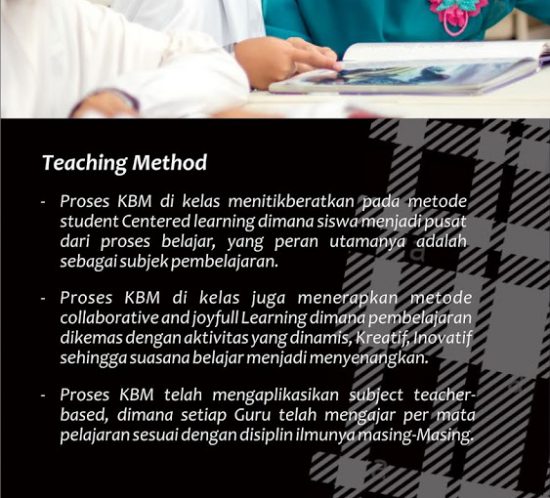 Teaching Method
- Proses KBM di kelas menitikberatkan pada metode
student Centered learning dimana siswa menjadi pusat
dari proses belajar, yang peran utamanya adalah
sebagai subjek pembelajaran.
- Proses KBM di kelas juga menerapkan metode
collaborative and joyfull Learning dimana pembelajaran
dikemas dengan aktivitas yang dinamis, Kreatif, Inovatif
sehingga suasana belajar menjadi menyenangkan.
- Proses KBM telah mengaplikasikan subject teacher-
based, dimana setiap Guru telah mengajar per mata
pelajaran sesuai dengan disiplin ilmunya masing-Masing.